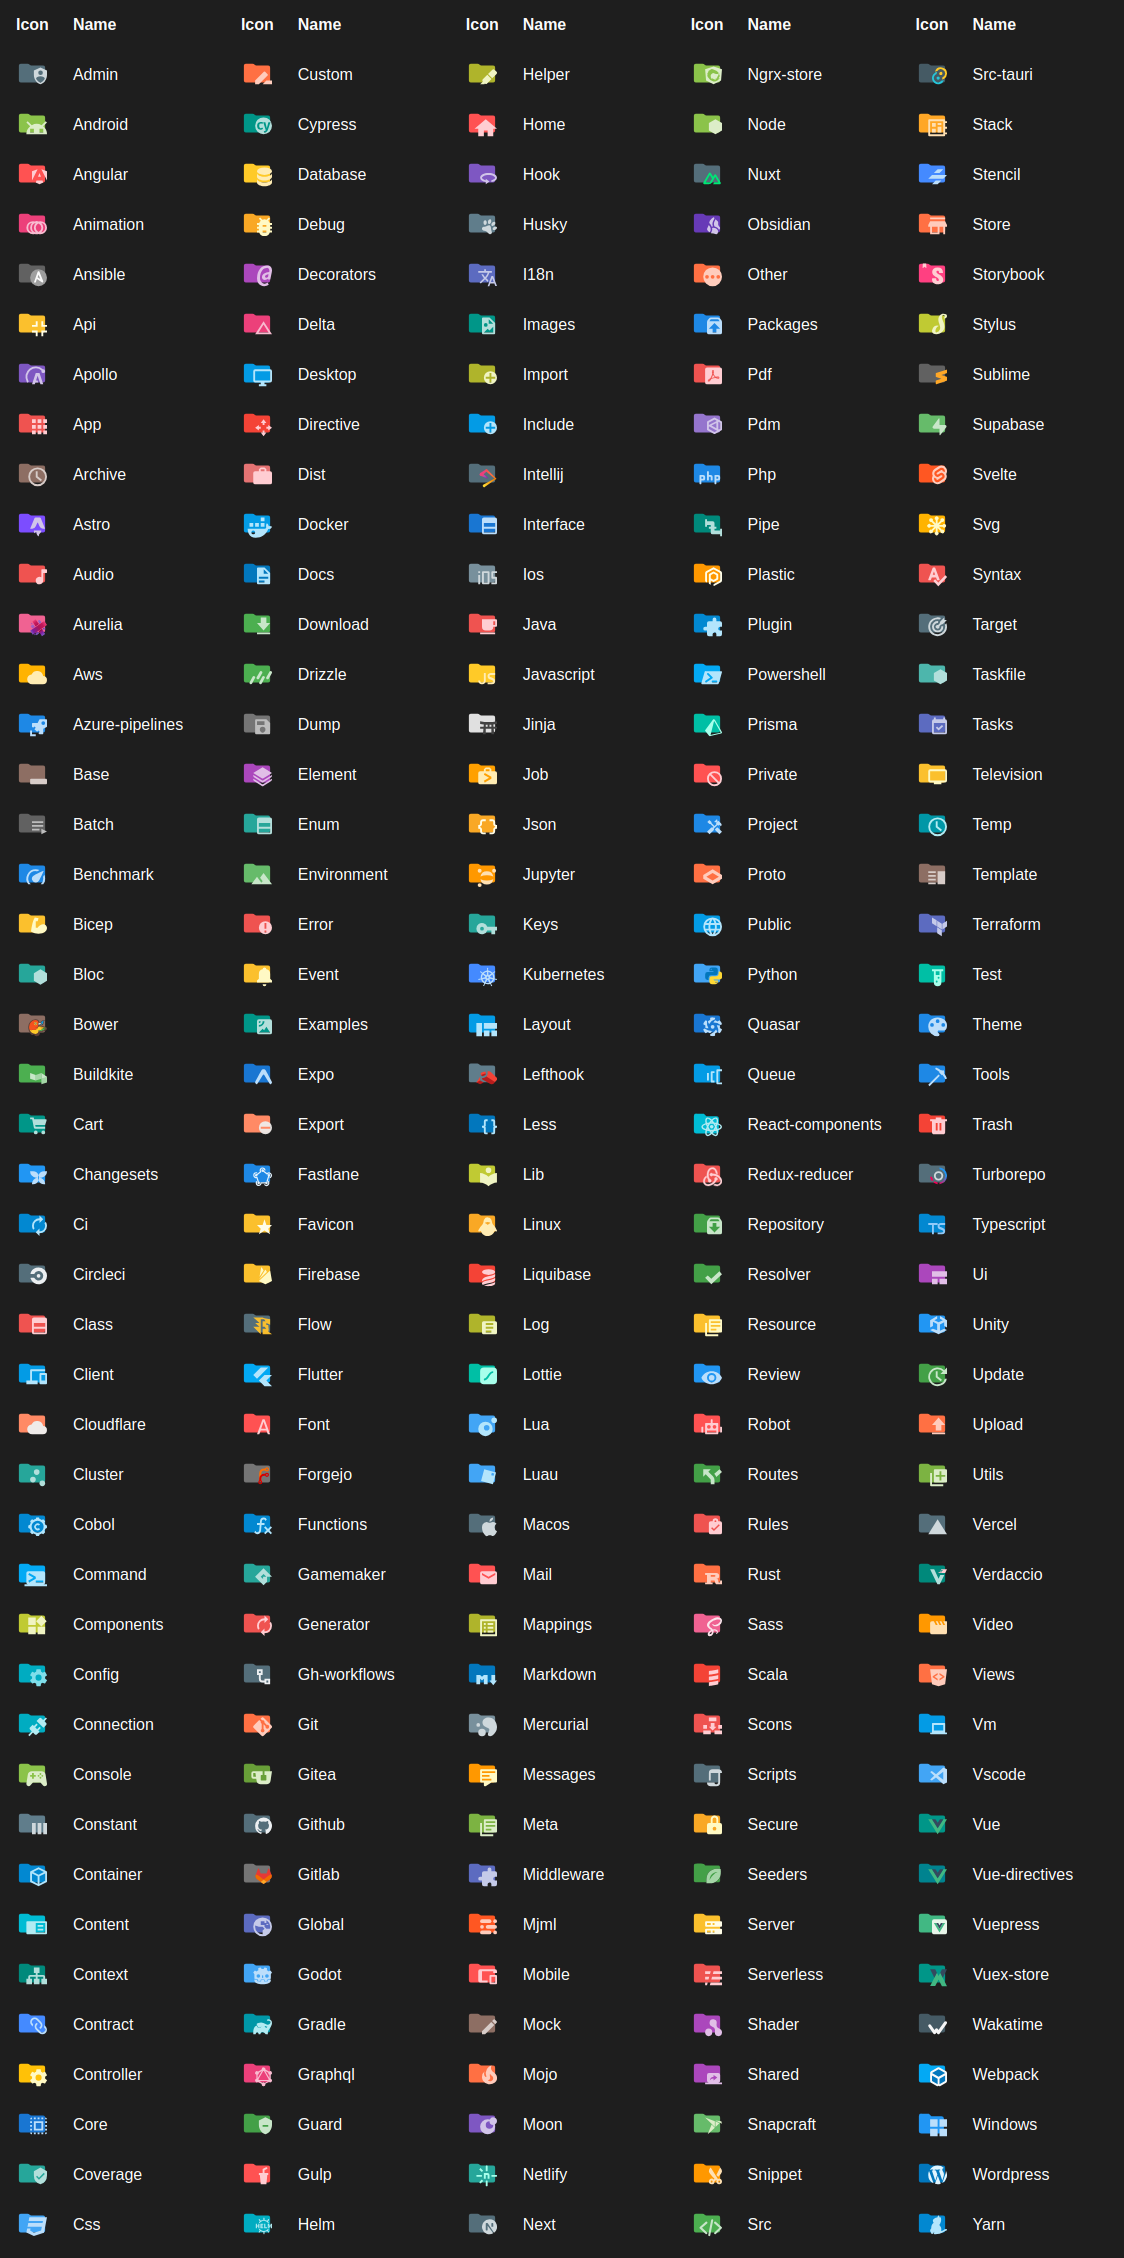 Icon Name Icon Name Icon Name Icon Name Icon Name
Admin Custom Helper Ngrx-store Src-tauri
Android Cypress Home Node Stack
Angular Database Hook Nuxt Stencil
Animation Debug Husky Obsidian Store
Ansible Decorators I18n Other Storybook
Api Delta Images Packages Stylus
Apollo Desktop Import Pdf Sublime
App Directive Include Pdm Supabase
Archive Dist Intellij Php Svelte
Astro Docker Interface Pipe Svg
Audio Docs Ios Plastic Syntax
Aurelia Download Java Plugin Target
Aws Drizzle Javascript Powershell Taskfile
Azure-pipelines Dump Jinja Prisma Tasks
Base Element Job Private Television
Batch Enum Json Project Temp
Benchmark Environment Jupyter Proto Template
Bicep Error Keys Public Terraform
Bloc Event Kubernetes Python Test
Bower Examples Layout Quasar Theme
Buildkite Expo Lefthook Queue Tools
Cart Export Less React-components Trash
Changesets Fastlane Lib Redux-reducer Turborepo
Ci Favicon Linux Repository Typescript
Circleci Firebase Liquibase Resolver Ui
Class Flow Log Resource Unity
Client Flutter Lottie Review Update
Cloudflare Font Lua Robot Upload
Cluster Forgejo Luau Routes Utils
Cobol Functions Macos Rules Vercel
Command Gamemaker Mail Rust Verdaccio
Components Generator Mappings Sass Video
Config Gh-workflows Markdown Scala Views
Connection Git Mercurial Scons Vm
Console Gitea Messages Scripts Vscode
Constant Github Meta Secure Vue
Container Gitlab Middleware Seeders Vue-directives
Content Global Mjml Server Vuepress
Context Godot Mobile Serverless Vuex-store
Contract Gradle Mock Shader Wakatime
Controller Graphql Mojo Shared Webpack
Core Guard Moon Snapcraft Windows
Coverage Gulp Netlify Snippet Wordpress
Css Helm Next Src Yarn